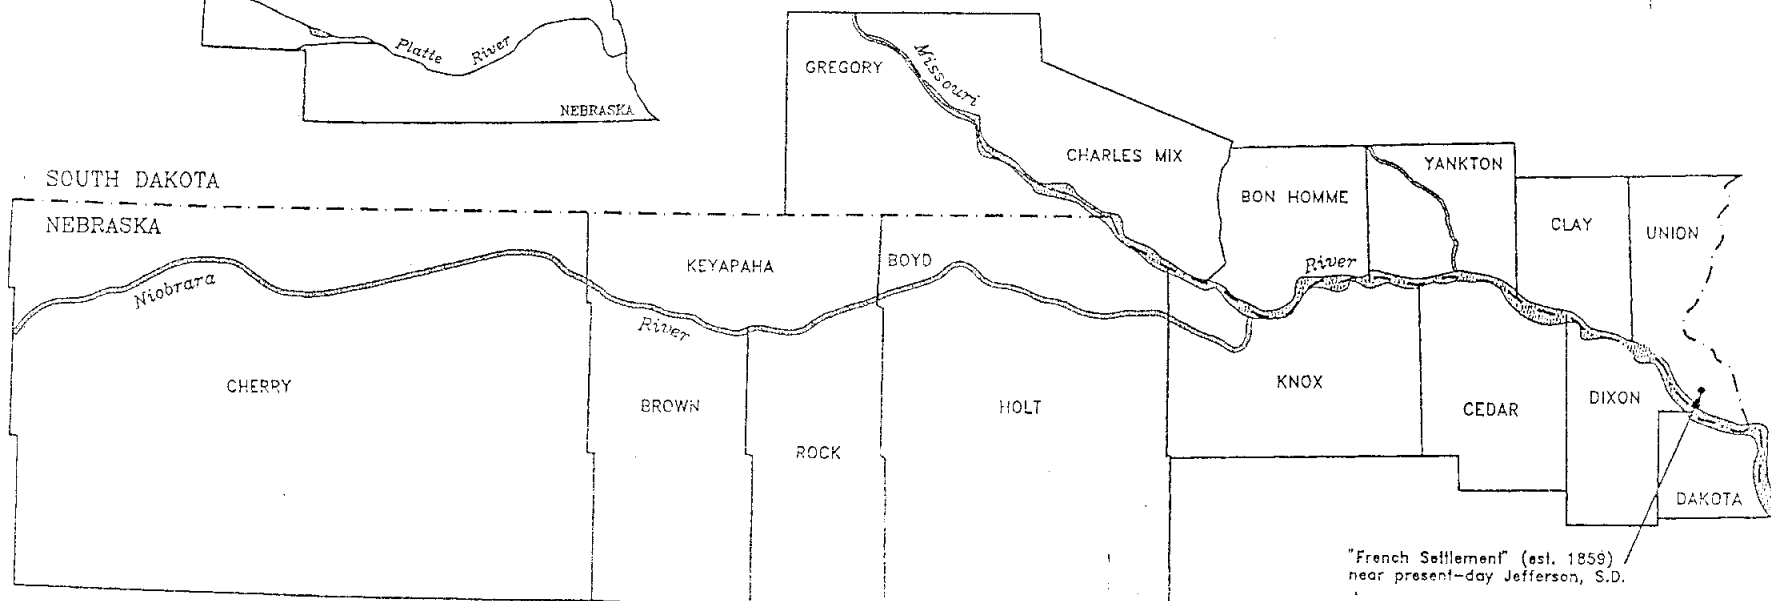 Platte River
NEBRASKA
GREGORY
Missouri
CHARLES MIX
YANKTON
BON HOMME
CLAY
UNION
SOUTH DAKOTA
NEBRASKA
KEYAPAHA
BOYD
River
Niobrara
River
CHERRY
BROWN
HOLT
KNOX
CEDAR
DIXON
ROCK
DAKOTA
"French Settlement" (est. 1859)
near present-day Jefferson, S.D.